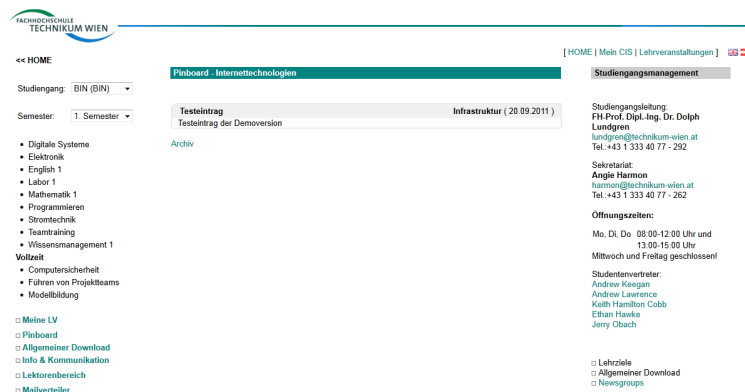 FACHHOCHSCHULE
TECHNIKUM WIEN
[ HOME | Mein CIS | Lehrveranstaltungen ]
<< HOME
Studiengang: BIN (BIN)
Semester: 1. Semester
• Digitale Systeme
• Elektronik
• English 1
• Labor 1
• Mathematik 1
• Programmieren
• Stromtechnik
• Teamtraining
• Wissensmanagement 1
Vollzeit
• Computersicherheit
• Führen von Projektteams
• Modellbildung
Meine LV
Pinboard
Allgemeiner Download
Info & Kommunikation
Lektorenbereich
Mailverteiler
Pinboard - Internettechnologien
Testeintrag Infrastruktur ( 20.09.2011 )
Testeintrag der Demoversion
Archiv
Studiengangsmanagement
Studiengangsleitung:
FH-Prof. Dipl.-Ing. Dr. Dolph
Lundgren
lundgren@technikum-wien.at
Tel.:+43 1 333 40 77 - 292
Sekretariat:
Angie Harmon
harmon@technikum-wien.at
Tel.:+43 1 333 40 77 - 262
Öffnungszeiten:
Mo, Di, Do 08:00-12:00 Uhr und
13:00-15:00 Uhr
Mittwoch und Freitag geschlossen!
Studentenvertreter:
Andrew Keegan
Andrew Lawrence
Keith Hamilton Cobb
Ethan Hawke
Jerry Obach
Lehrziele
Allgemeiner Download
Newsgroups